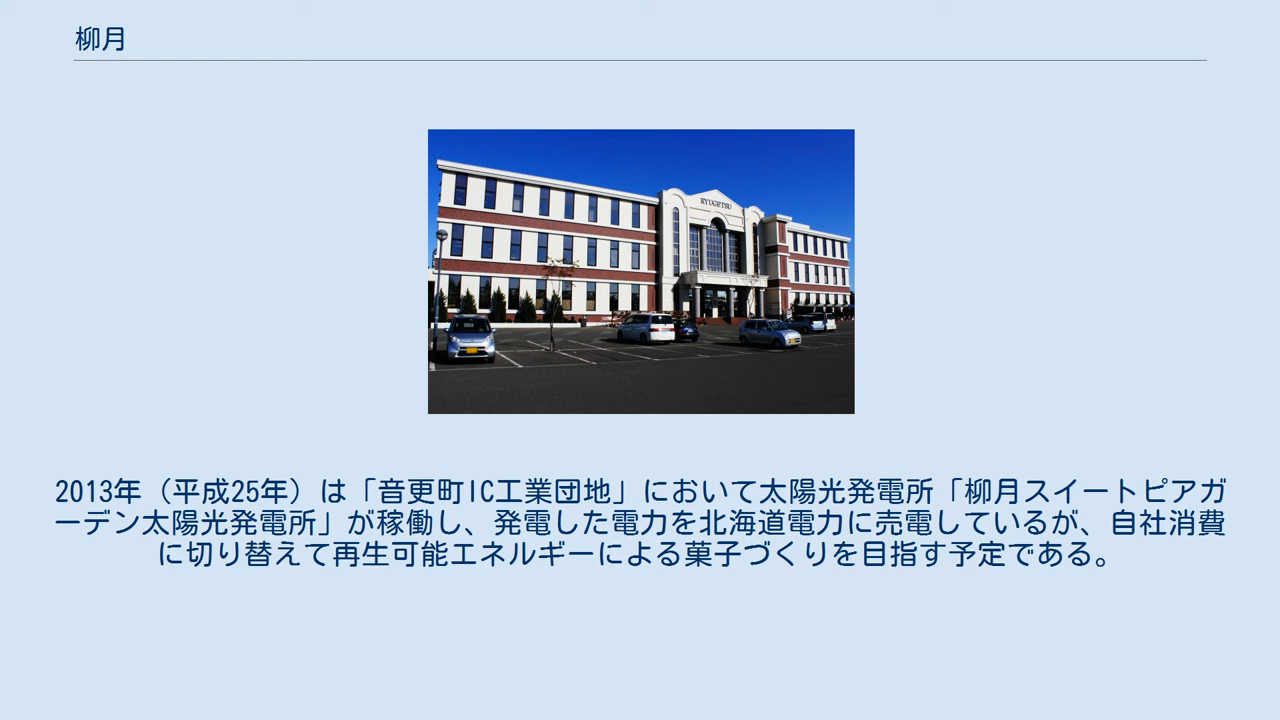 柳月
RYUGETSU
2013年（平成25年）は「音更町IC工業団地」において太陽光発電所「柳月スイートピアガ
ーデン太陽光発電所」が稼働し、発電した電力を北海道電力に売電しているが、自社消費
に切り替えて再生可能エネルギーによる菓子づくりを目指す予定である。